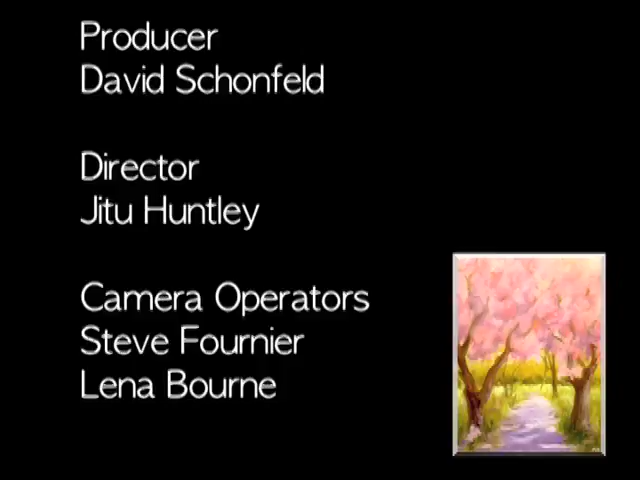 Producer
David Schonfeld
Director
Jitu Huntley
Camera Operators
Steve Fournier
Lena Bourne